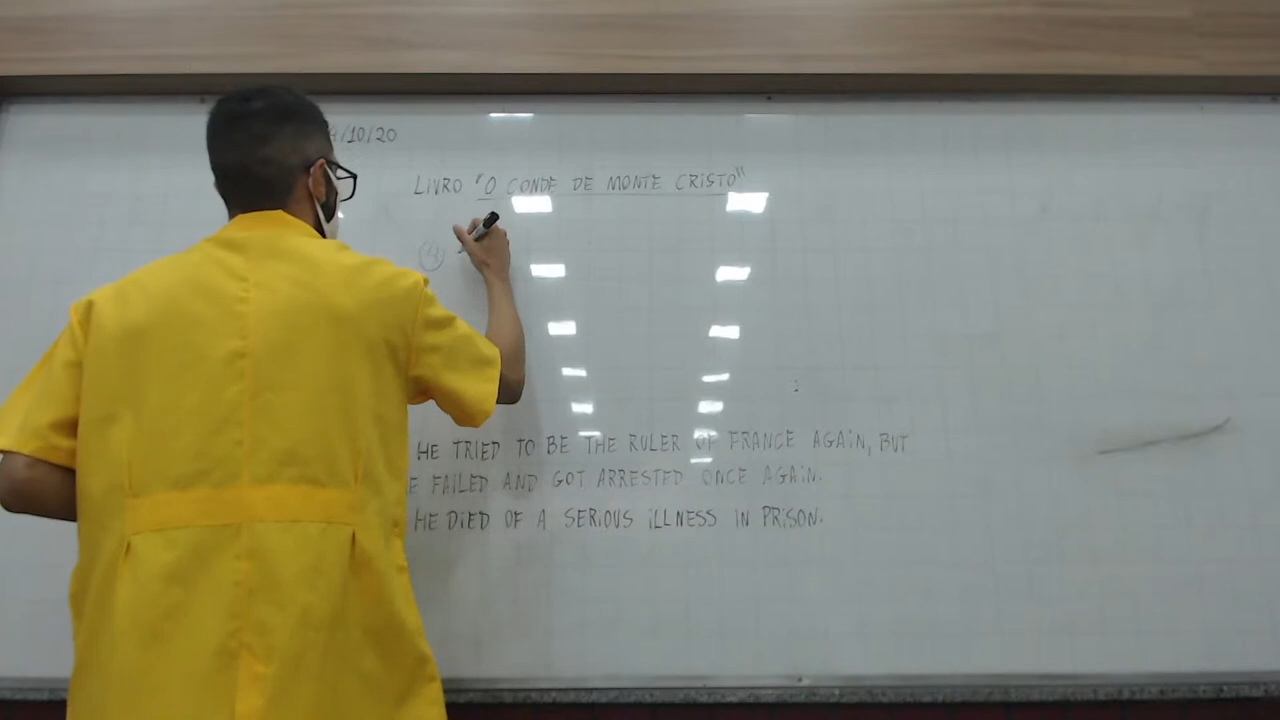 /10/20
LIVRO "O CONDE DE MONTE CRISTO"
4
HE TRIED TO BE THE RULER OF FRANCE AGAIN, BUT
E FAILED AND GOT ARRESTED ONCE AGAIN.
HE DIED OF A SERIOUS ILLNESS IN PRISON.